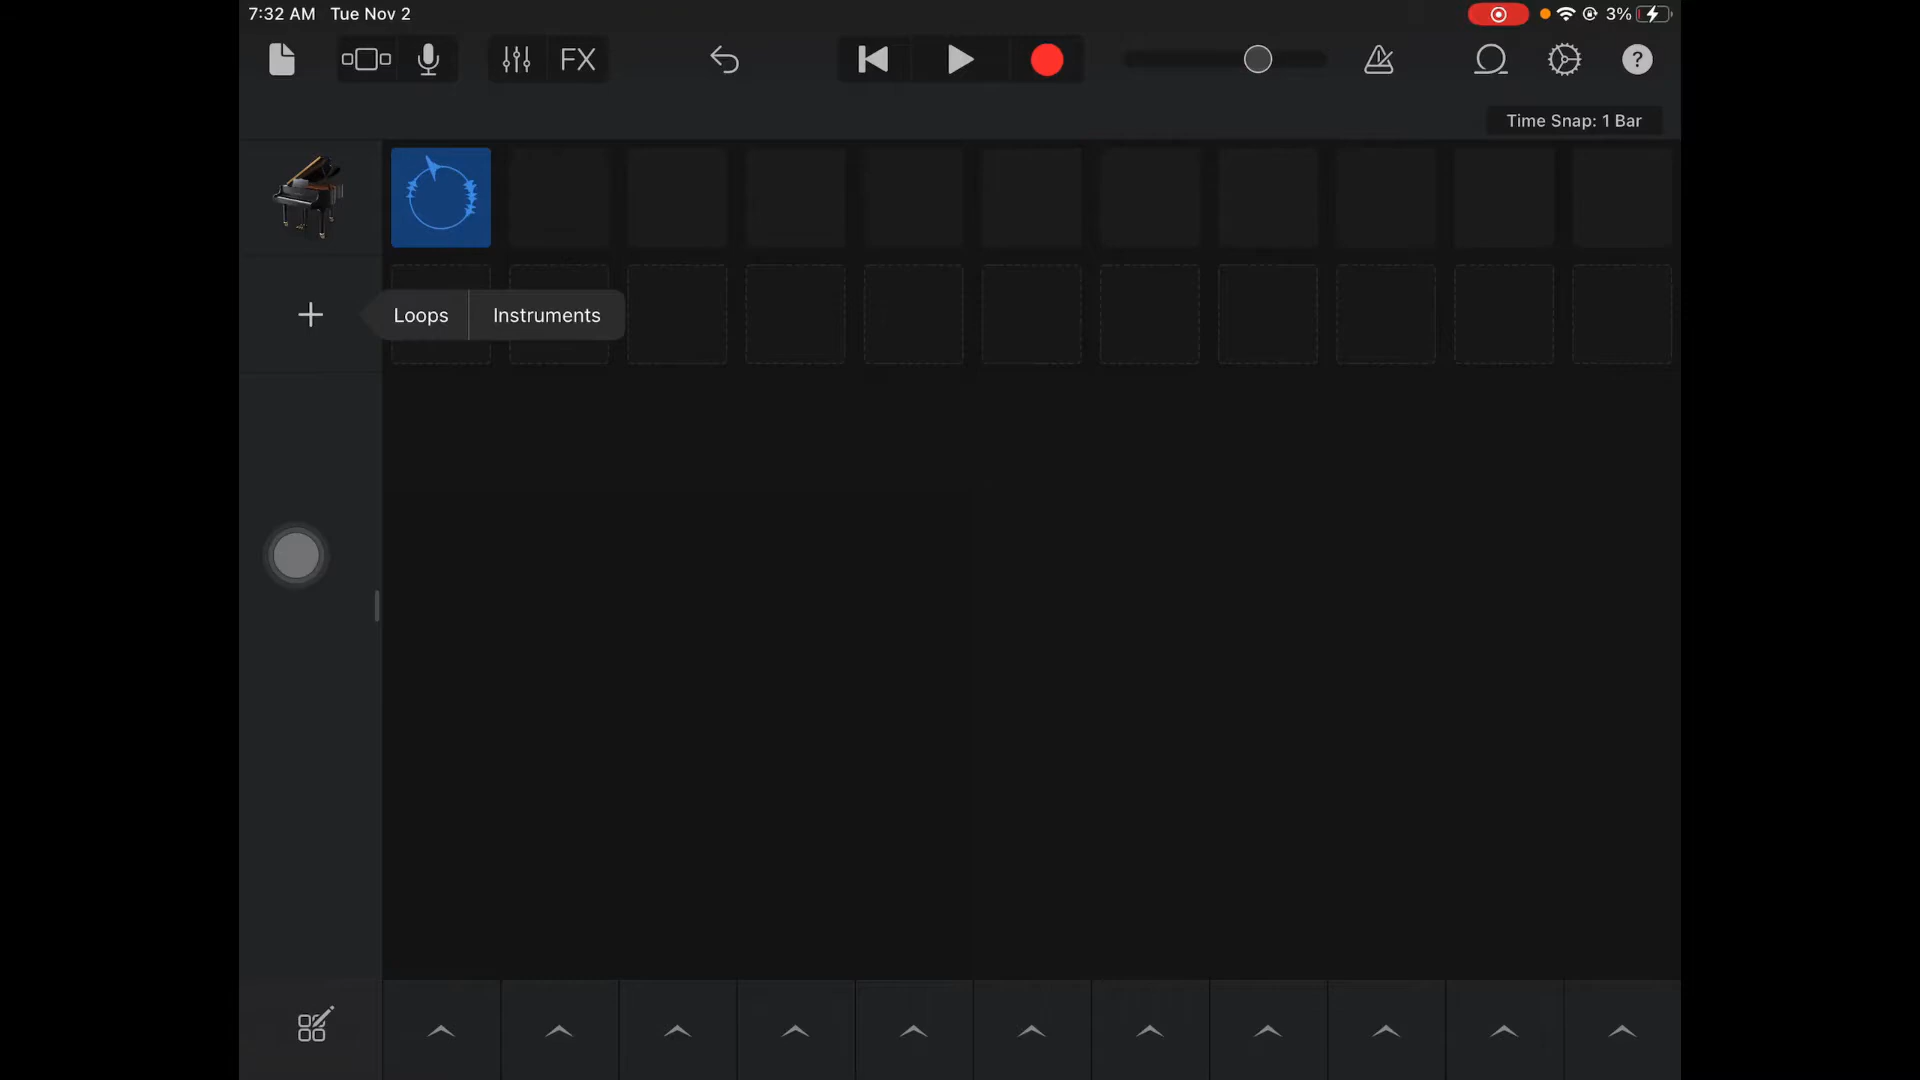 7:32 AM Tue Nov 2
3%
FX
?
Time Snap: 1 Bar
Loops
Instruments